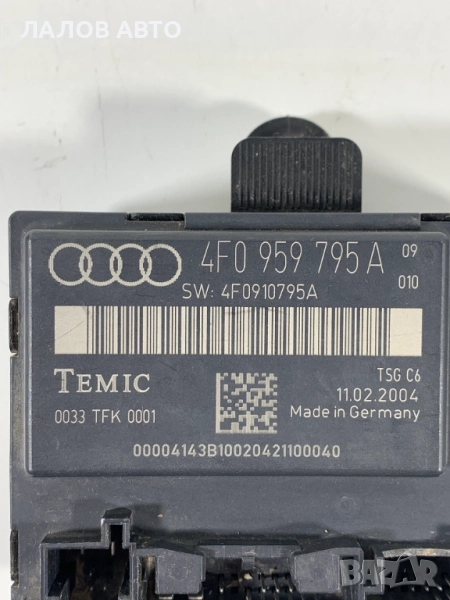 ЛАЛОВ АВТО
4F0 959 795 A 09
010
SW: 4F0910795A
TEMIC
TSG C6
11.02.2004
0033 TFK 0001
Made in Germany
00004143B10020421100040
BAZAR